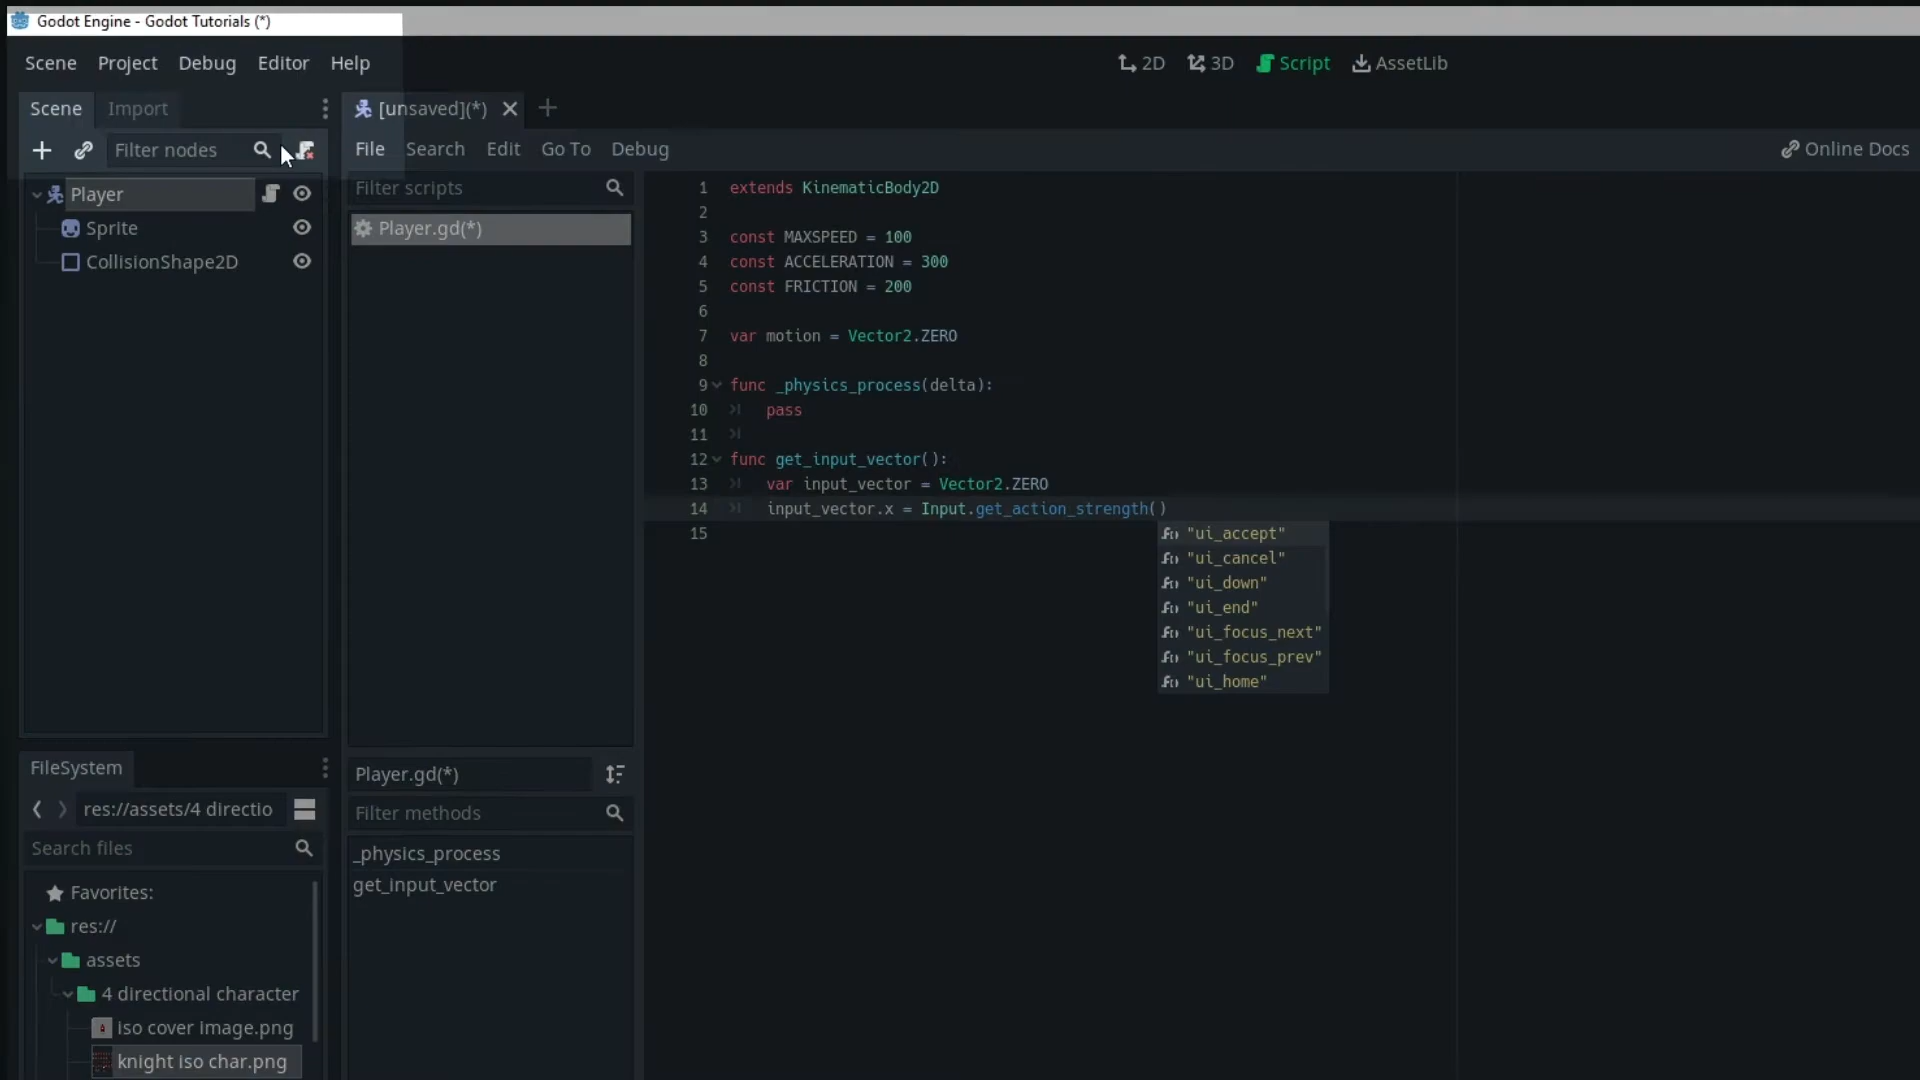 Godot Engine - Godot Tutorials (*)
Scene Project Debug Editor Help
2D 3D Script AssetLib
Scene Import
[unsaved](*)
Filter nodes
File Search Edit Go To Debug
Online Docs
Player
Sprite
CollisionShape2D
Filter scripts
Player.gd(*)
1 extends KinematicBody2D
2
3 const MAXSPEED = 100
4 const ACCELERATION = 300
5 const FRICTION = 200
6
7 var motion = Vector2.ZERO
8
9 func _physics_process(delta):
10 pass
11
12 func get_input_vector():
13 var input_vector = Vector2.ZERO
14 input_vector.x = Input.get_action_strength()
15
"ui_accept"
"ui_cancel"
"ui_down"
"ui_end"
"ui_focus_next"
"ui_focus_prev"
"ui_home"
FileSystem
res://assets/4 directio
Search files
Favorites:
res://
assets
4 directional character
iso cover image.png
knight iso char.png
Player.gd(*)
Filter methods
_physics_process
get_input_vector